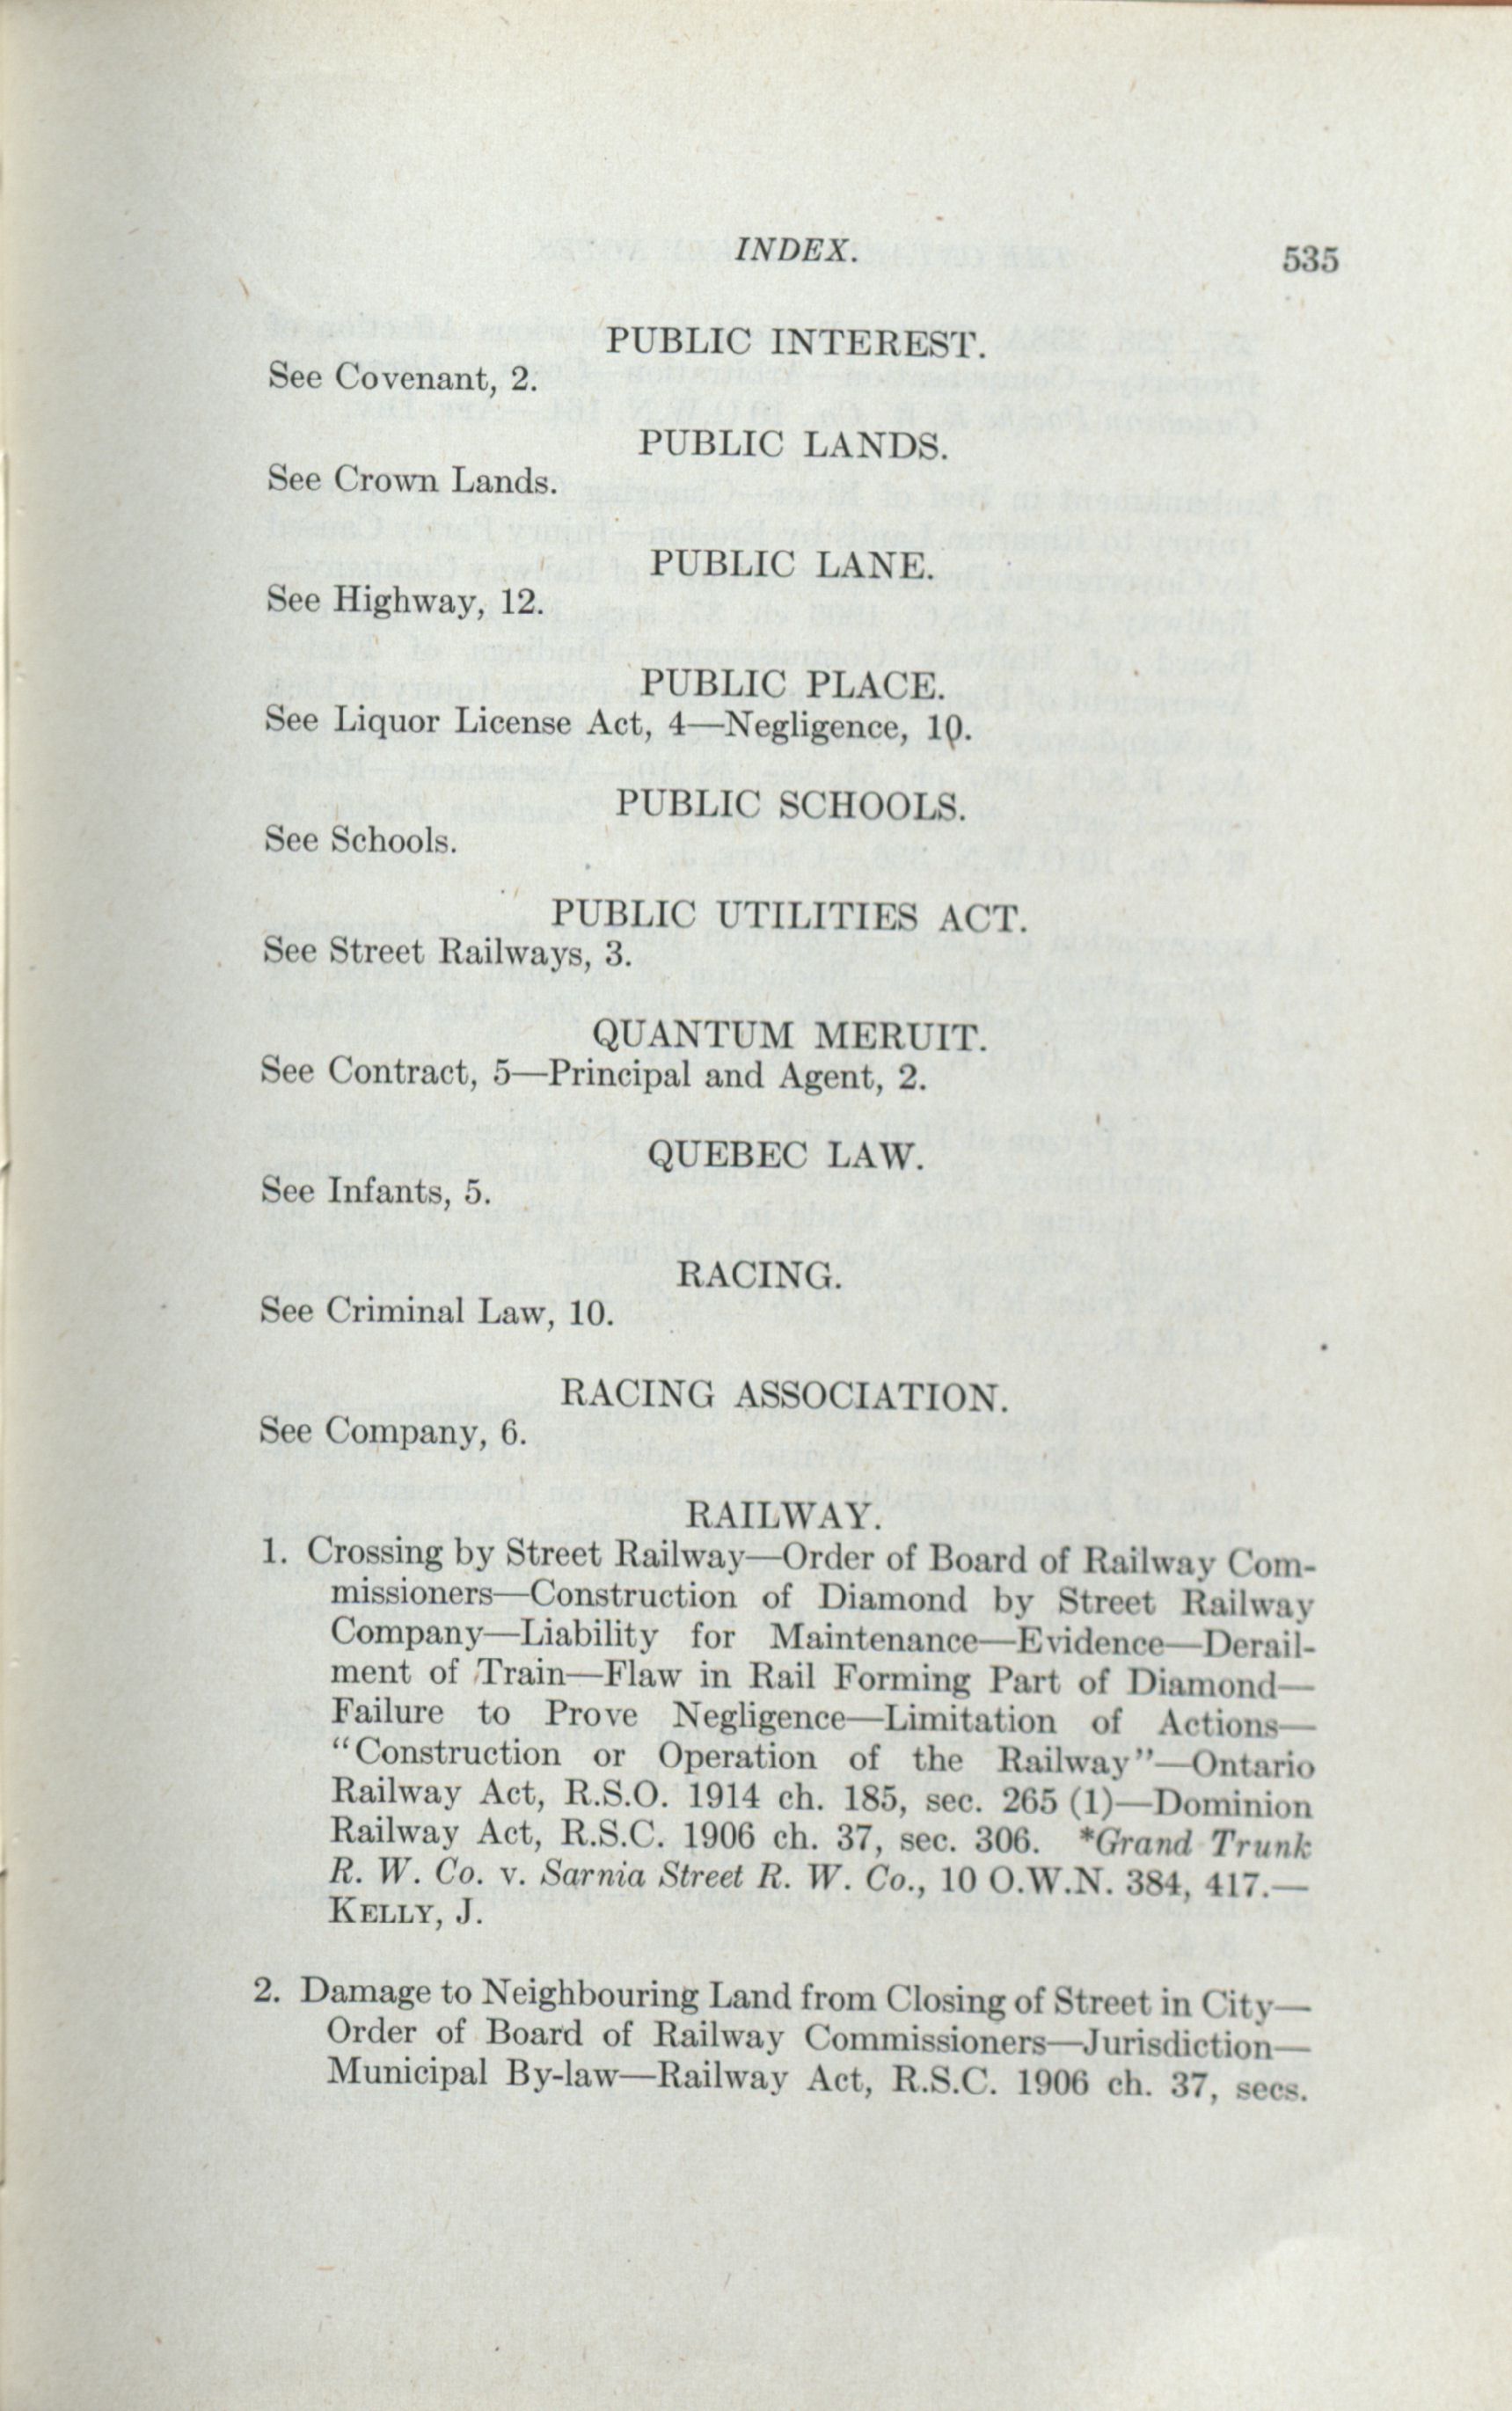 INDEX.
535
PUBLIC INTEREST.
See Covenant, 2.
PUBLIC LANDS.
See Crown Lands.
PUBLIC LANE.
See Highway, 12.
PUBLIC PLACE.
See Liquor License Act, 4—Negligence, 10.
PUBLIC SCHOOLS.
See Schools.
PUBLIC UTILITIES ACT.
See Street Railways, 3.
QUANTUM MERUIT.
See Contract, 5—Principal and Agent, 2.
QUEBEC LAW.
See Infants, 5.
RACING.
See Criminal Law, 10.
RACING ASSOCIATION.
See Company, 6.
RAILWAY.
1. Crossing by Street Railway—Order of Board of Railway Com-
missioners—Construction of Diamond by Street Railway
Company—Liability for Maintenance—Evidence—Derail-
ment of Train—Flaw in Rail Forming Part of Diamond—
Failure to Prove Negligence—Limitation of Actions—
“Construction or Operation of the Railway”—Ontario
Railway Act, R.S.O. 1914 ch. 185, sec. 265 (1)—Dominion
Railway Act, R.S.C. 1906 ch. 37, sec. 306. *Grand Trunk
R. W. Co. v. Sarnia Street R. W. Co., 10 O.W.N. 384, 417.—
KELLY, J.
2. Damage to Neighbouring Land from Closing of Street in City—
Order of Board of Railway Commissioners—Jurisdiction—
Municipal By-law—Railway Act, R.S.C. 1906 ch. 37, secs.